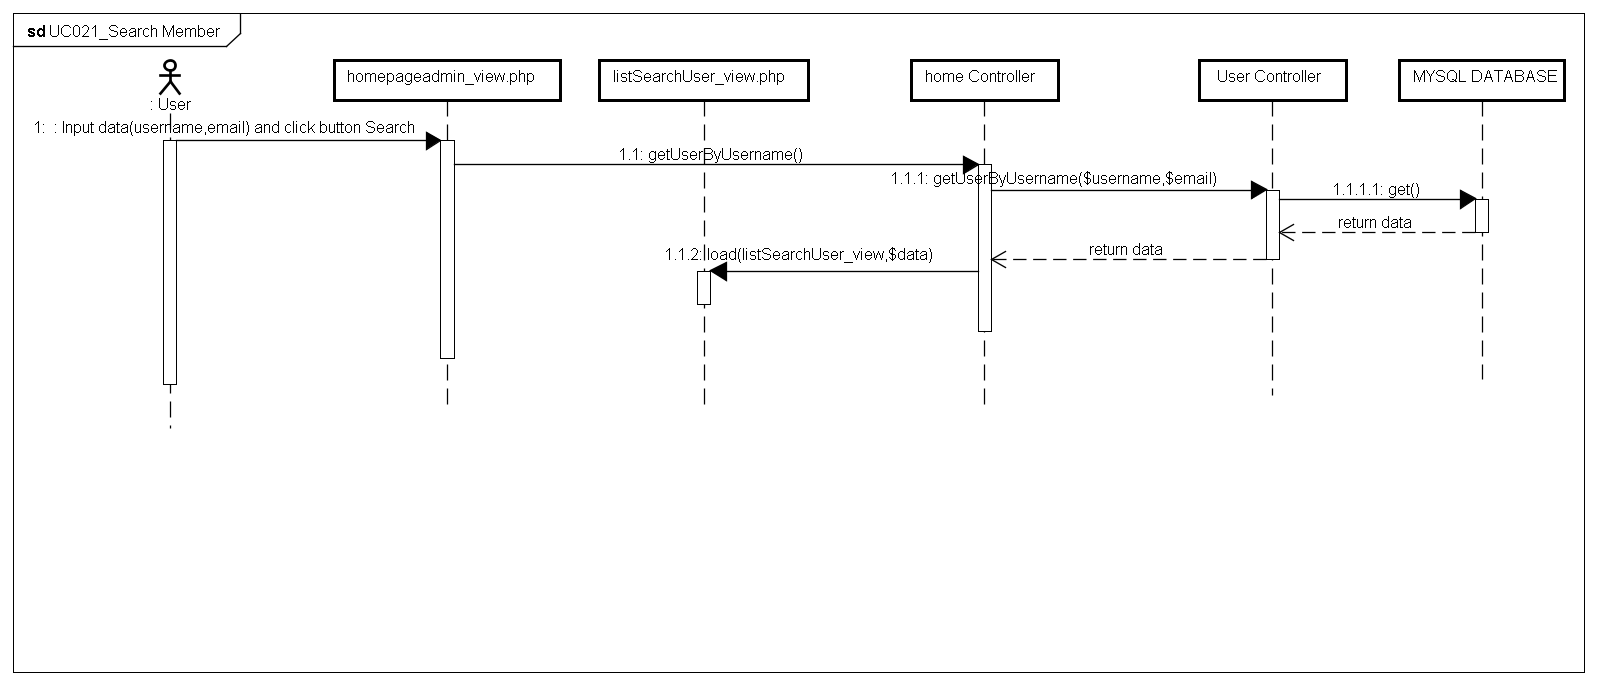 sd UC021_Search Member
: User
homepageadmin_view.php
listSearchUser_view.php
home Controller
User Controller
MYSQL DATABASE
1:  : Input data(username,email) and click button Search
1.1: getUserByUsername()
1.1.1: getUserByUsername($username,$email)
1.1.1.1: get()
return data
return data
1.1.2: load(listSearchUser_view,$data)